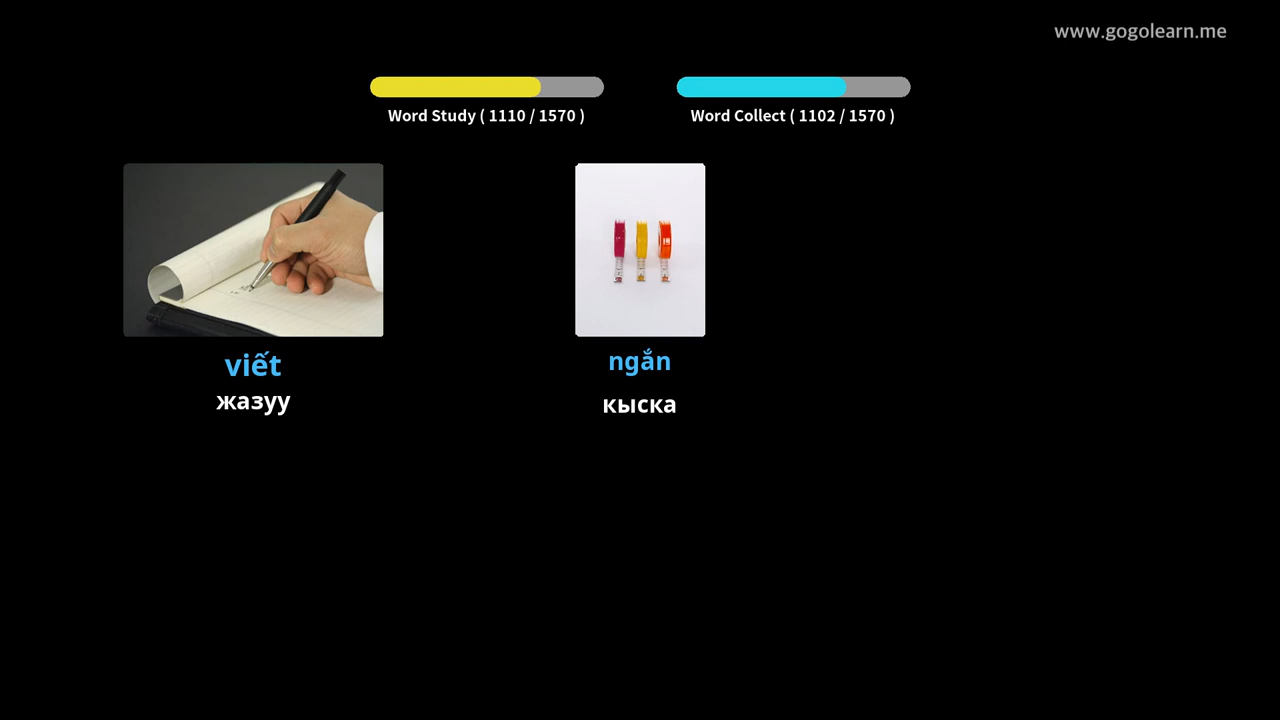 www.gogolearn.me
Word Study ( 1110 / 1570 )
Word Collect ( 1102 / 1570 )
viết
жазуу
ngắn
кыска